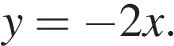 y = −2x.